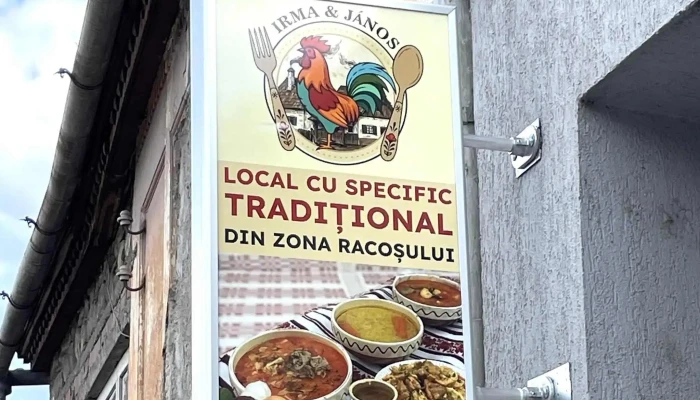 IRMA & JÁNOS
LOCAL CU SPECIFIC
TRADIȚIONAL
DIN ZONA RACOȘULUI